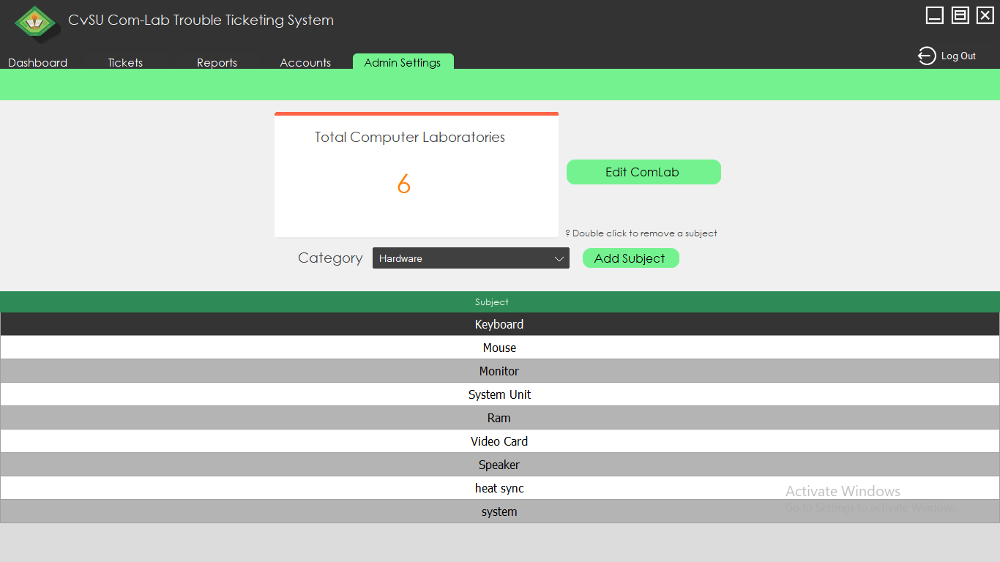 CvSU Com-Lab Trouble Ticketing System
Log Out
Dashboard Tickets Reports Accounts Admin Settings
Total Computer Laboratories
6
Edit ComLab
? Double click to remove a subject
Category Hardware Add Subject
Subject
Keyboard
Mouse
Monitor
System Unit
Ram
Video Card
Speaker
heat sync
system
Activate Windows
Go to Settings to activate Windows.